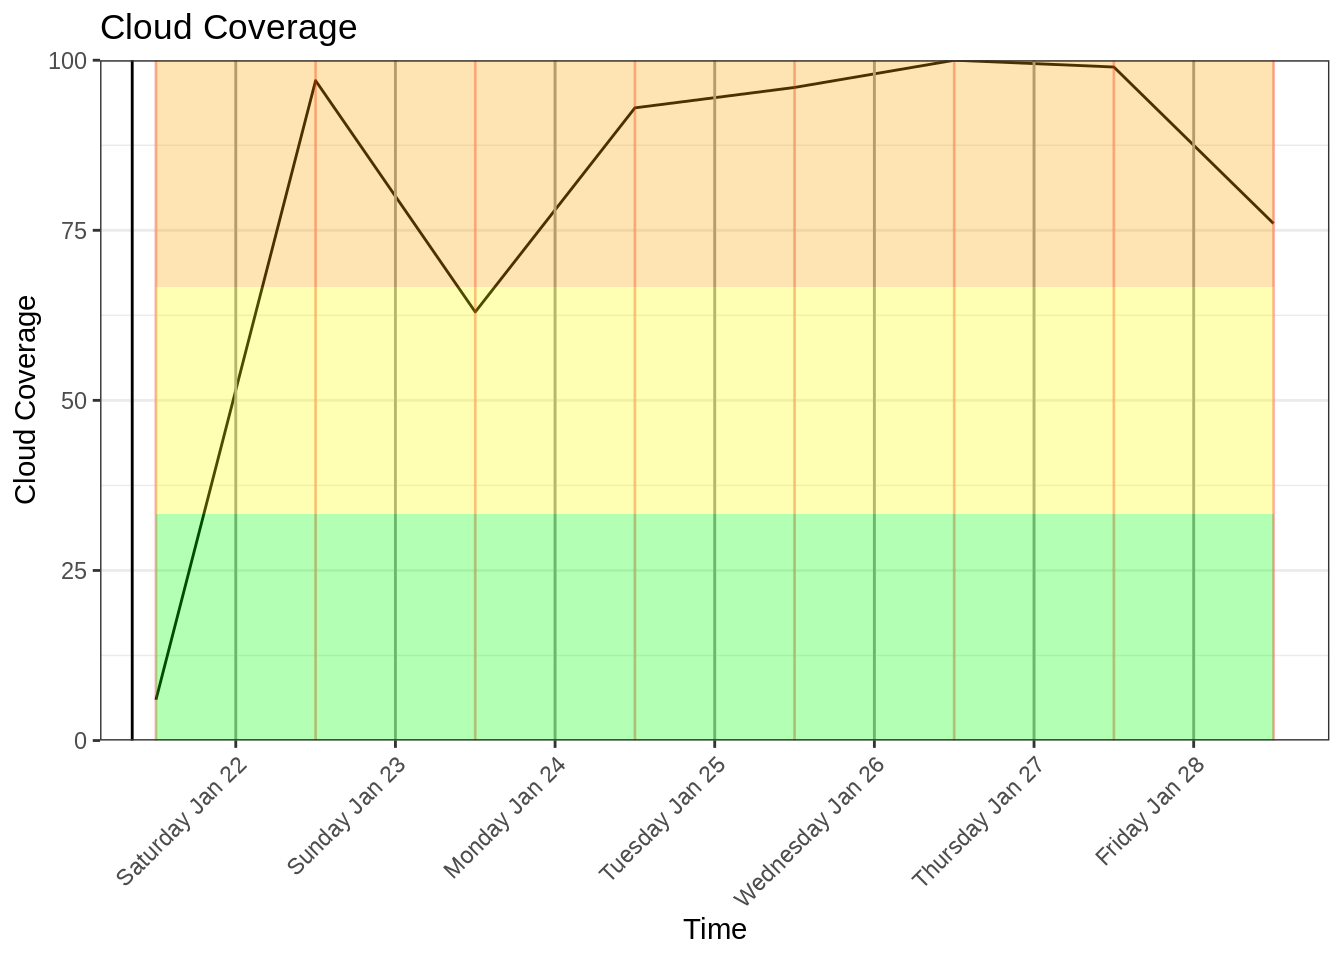 Cloud Coverage
100
75
50
25
0
Cloud Coverage
Saturday Jan 22
Sunday Jan 23
Monday Jan 24
Tuesday Jan 25
Wednesday Jan 26
Thursday Jan 27
Friday Jan 28
Time